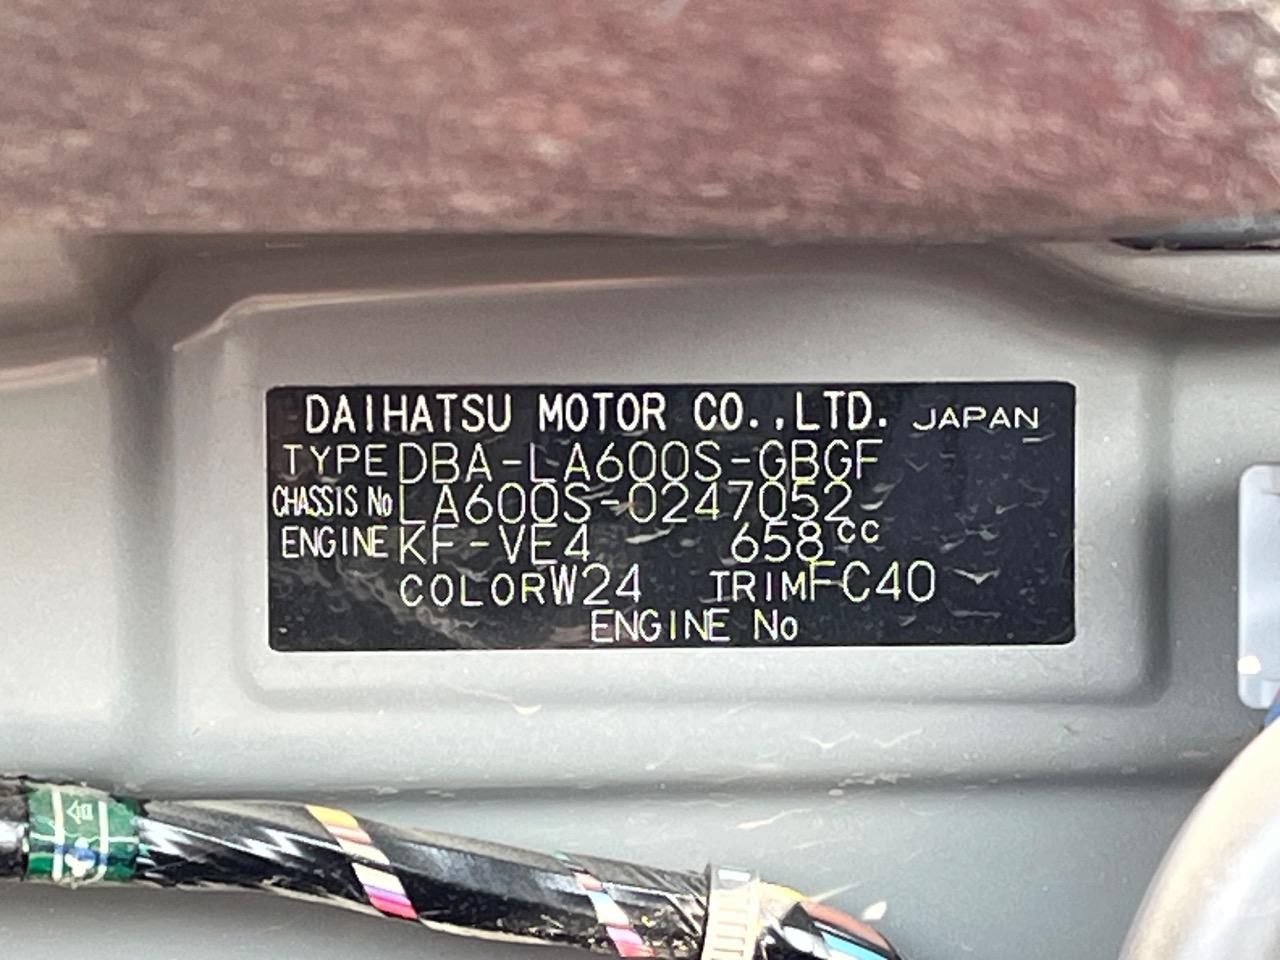 DAIHATSU MOTOR CO.,LTD. JAPAN
TYPE DBA-LA600S-GBGF
CHASSIS No LA600S-0247052
ENGINE KF-VE4 658cc
COLOR W24 TRIM FC40
ENGINE No